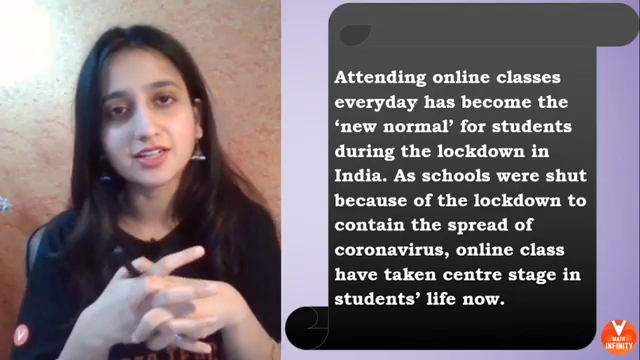 Attending online classes
everyday has become the
‘new normal’ for students
during the lockdown in
India. As schools were shut
because of the lockdown to
contain the spread of
coronavirus, online class
have taken centre stage in
students’ life now.
V
MATH
INFINITY